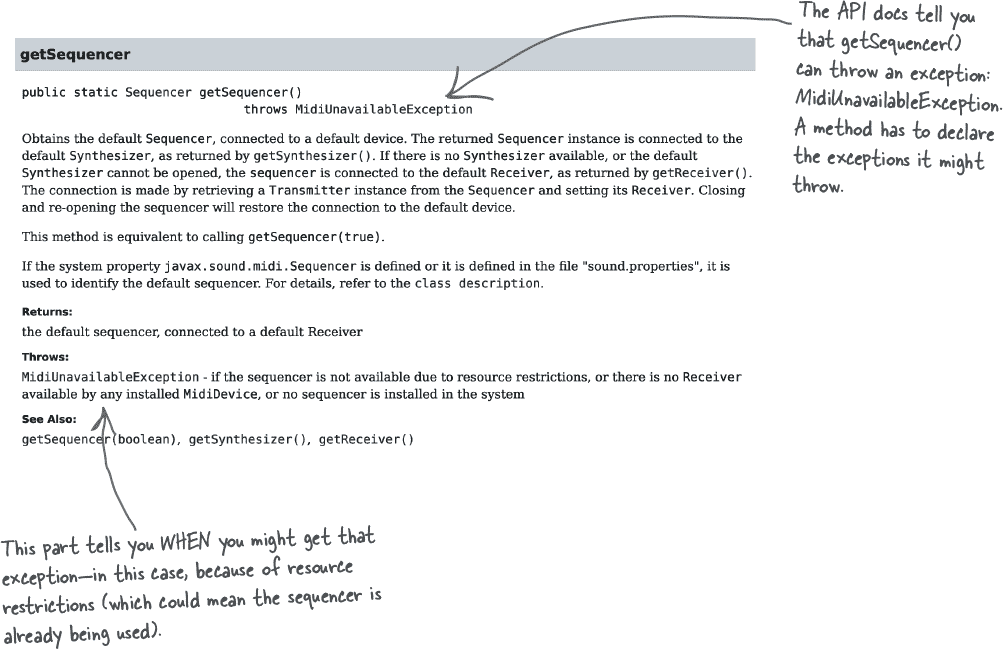 The API docs tell you
that getSequencer()
can throw an exception:
MidiUnavailableException.
A method has to declare
the exceptions it might
throw.
getSequencer
public static Sequencer getSequencer()
throws MidiUnavailableException
Obtains the default Sequencer, connected to a default device. The returned Sequencer instance is connected to the
default Synthesizer, as returned by getSynthesizer(). If there is no Synthesizer available, or the default
Synthesizer cannot be opened, the sequencer is connected to the default Receiver, as returned by getReceiver().
The connection is made by retrieving a Transmitter instance from the Sequencer and setting its Receiver. Closing
and re-opening the sequencer will restore the connection to the default device.
This method is equivalent to calling getSequencer(true).
If the system property javax.sound.midi.Sequencer is defined or it is defined in the file "sound.properties", it is
used to identify the default sequencer. For details, refer to the class description.
Returns:
the default sequencer, connected to a default Receiver
Throws:
MidiUnavailableException - if the sequencer is not available due to resource restrictions, or there is no Receiver
available by any installed MidiDevice, or no sequencer is installed in the system
See Also:
getSequencer(boolean), getSynthesizer(), getReceiver()
This part tells you WHEN you might get that
exception—in this case, because of resource
restrictions (which could mean the sequencer is
already being used).